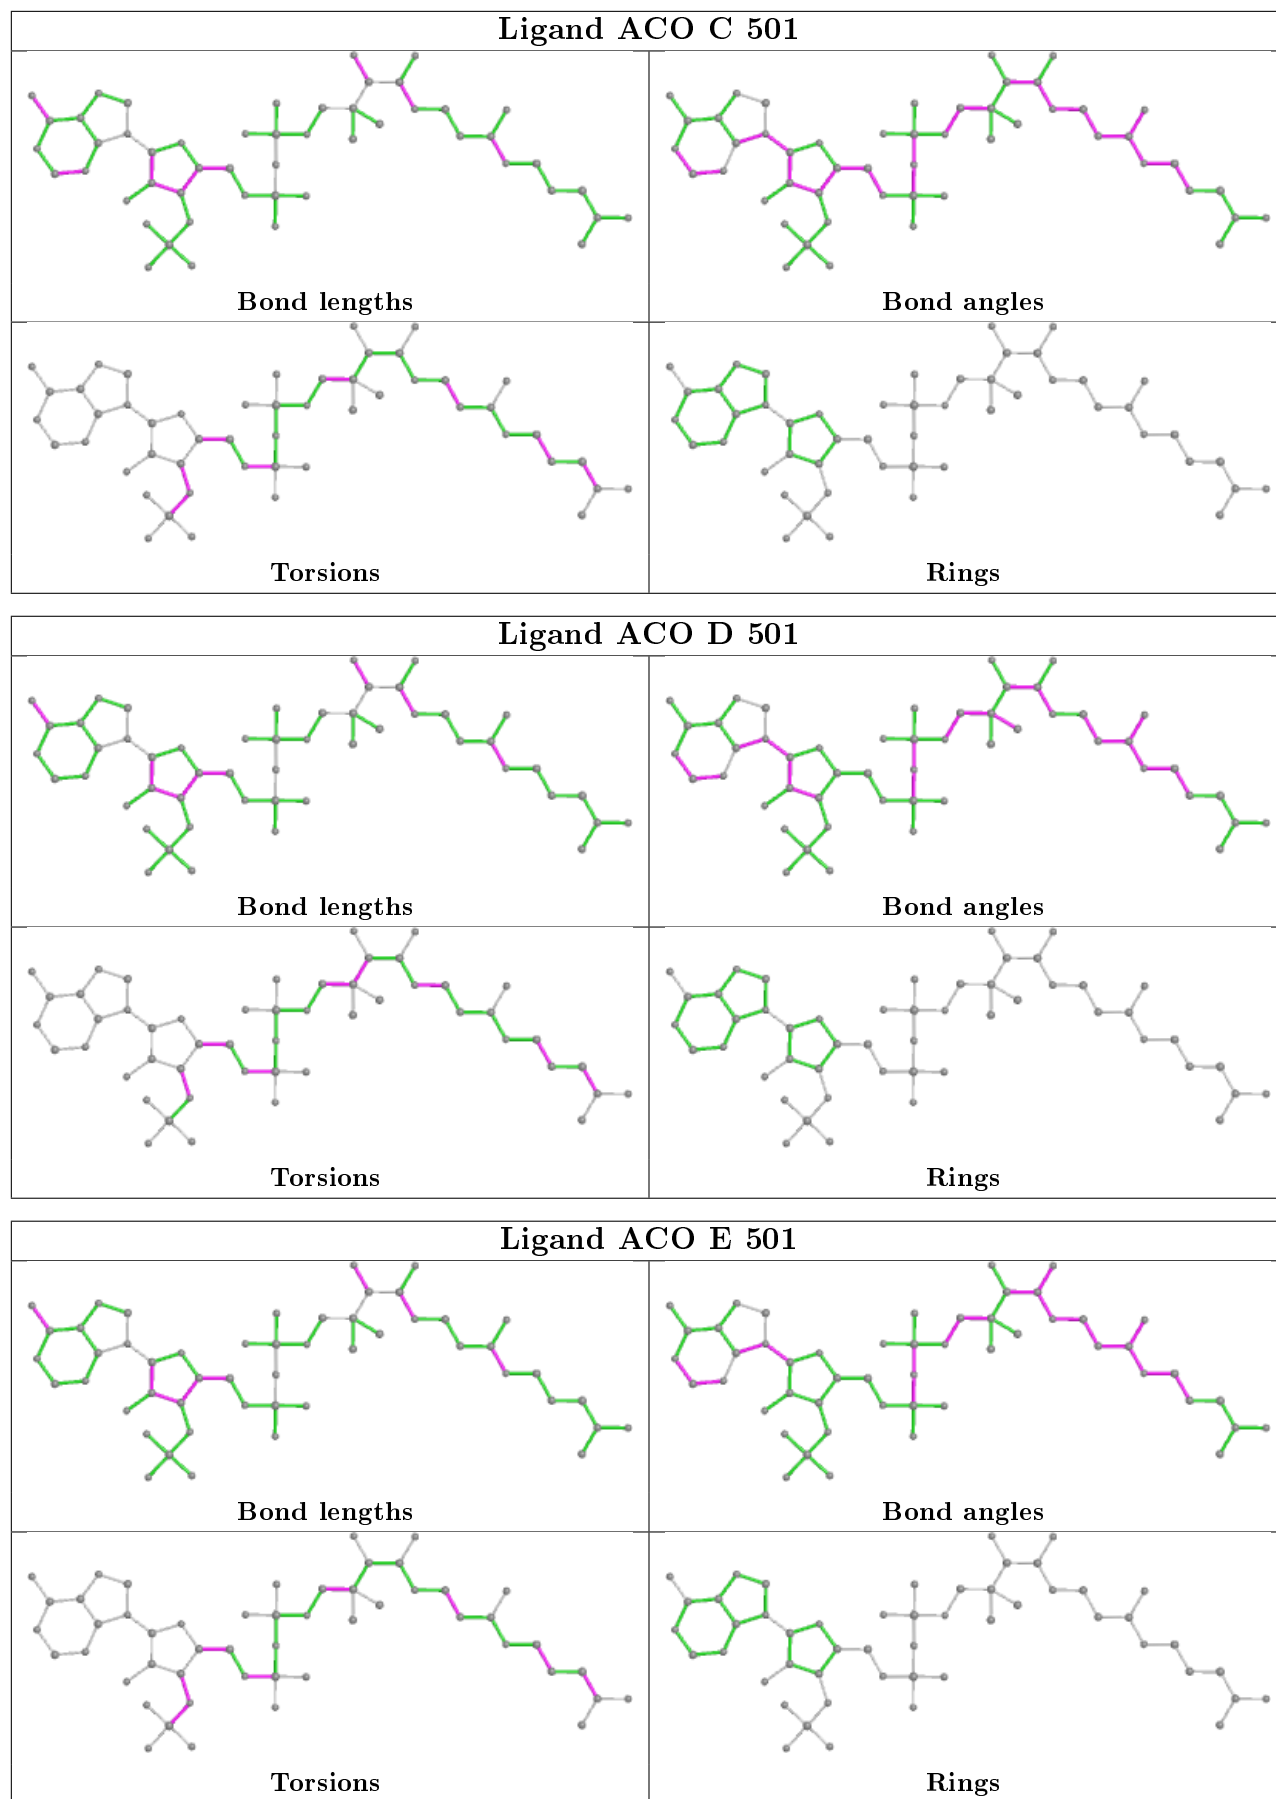 Ligand ACO C 501
Bond lengths
Bond angles
Torsions
Rings
Ligand ACO D 501
Bond lengths
Bond angles
Torsions
Rings
Ligand ACO E 501
Bond lengths
Bond angles
Torsions
Rings